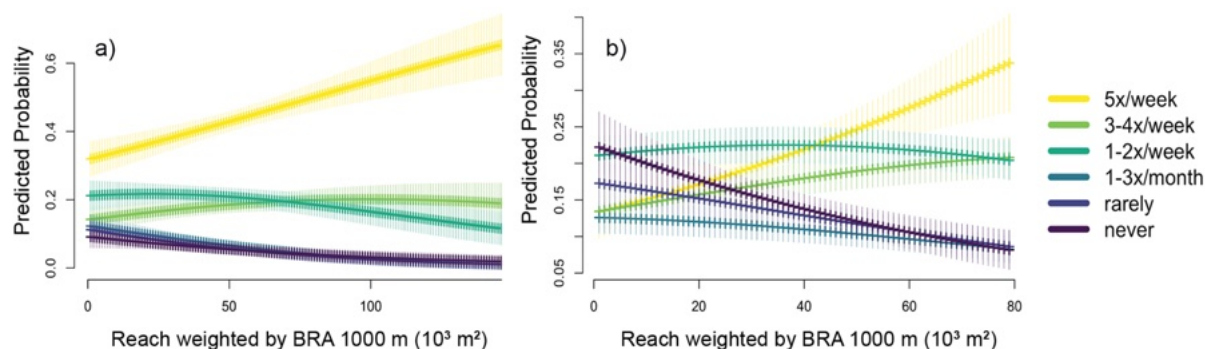 a)
Predicted Probability
0.0
0.2
0.4
0.6
0
50
100
Reach weighted by BRA 1000 m (10³ m²)
b)
Predicted Probability
0.05
0.15
0.25
0.35
0
20
40
60
80
Reach weighted by BRA 1000 m (10³ m²)
5x/week
3-4x/week
1-2x/week
1-3x/month
rarely
never